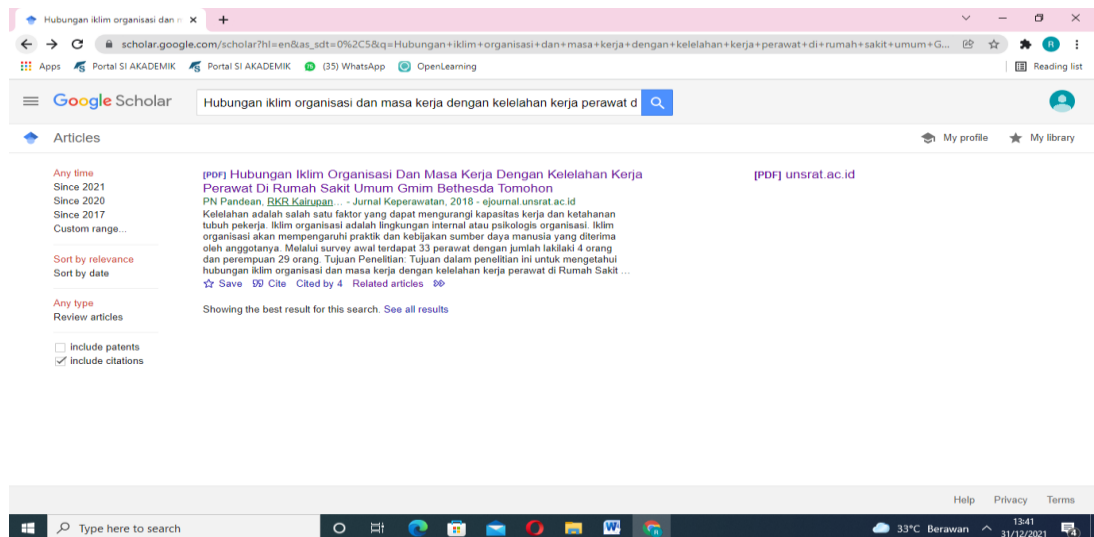 Hubungan iklim organisasi dan m
scholar.google.com/scholar?hl=en&as_sdt=0%2C5&q=Hubungan+iklim+organisasi+dan+masa+kerja+dengan+kelelahan+kerja+perawat+di+rumah+sakit+umum+G...
R
Apps Portal SI AKADEMIK Portal SI AKADEMIK (35) WhatsApp OpenLearning Reading list
Google Scholar Hubungan iklim organisasi dan masa kerja dengan kelelahan kerja perawat d
Articles My profile My library
Any time
Since 2021
Since 2020
Since 2017
Custom range...
Sort by relevance
Sort by date
Any type
Review articles
include patents
include citations
[PDF] Hubungan Iklim Organisasi Dan Masa Kerja Dengan Kelelahan Kerja
Perawat Di Rumah Sakit Umum Gmim Bethesda Tomohon
PN Pandean, RKR Kairupan... - Jurnal Keperawatan, 2018 - ejournal.unsrat.ac.id
Kelelahan adalah salah satu faktor yang dapat mengurangi kapasitas kerja dan ketahanan
tubuh pekerja. Iklim organisasi adalah lingkungan internal atau psikologis organisasi. Iklim
organisasi akan mempengaruhi praktik dan kebijakan sumber daya manusia yang diterima
oleh anggotanya. Melalui survey awal terdapat 33 perawat dengan jumlah lakilaki 4 orang
dan perempuan 29 orang. Tujuan Penelitian: Tujuan dalam penelitian ini untuk mengetahui
hubungan iklim organisasi dan masa kerja dengan kelelahan kerja perawat di Rumah Sakit ...
Save Cite Cited by 4 Related articles
[PDF] unsrat.ac.id
Showing the best result for this search. See all results
Help Privacy Terms
Type here to search
33°C Berawan
13:41
31/12/2021